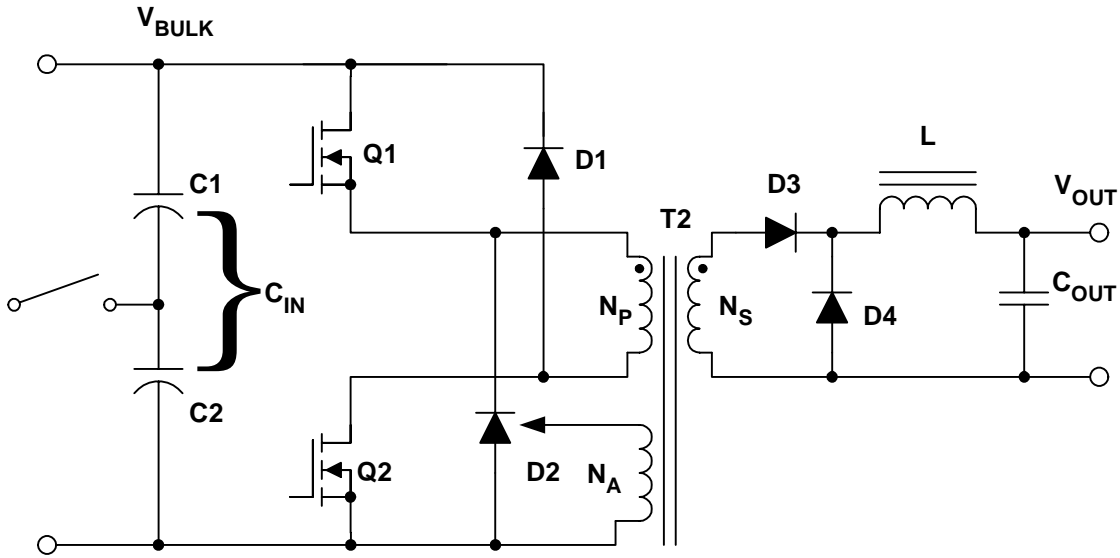 V_BULK
L
Q1
D1
C1
D3
V_OUT
T2
C_IN
N_P
N_S
D4
C_OUT
C2
Q2
D2
N_A